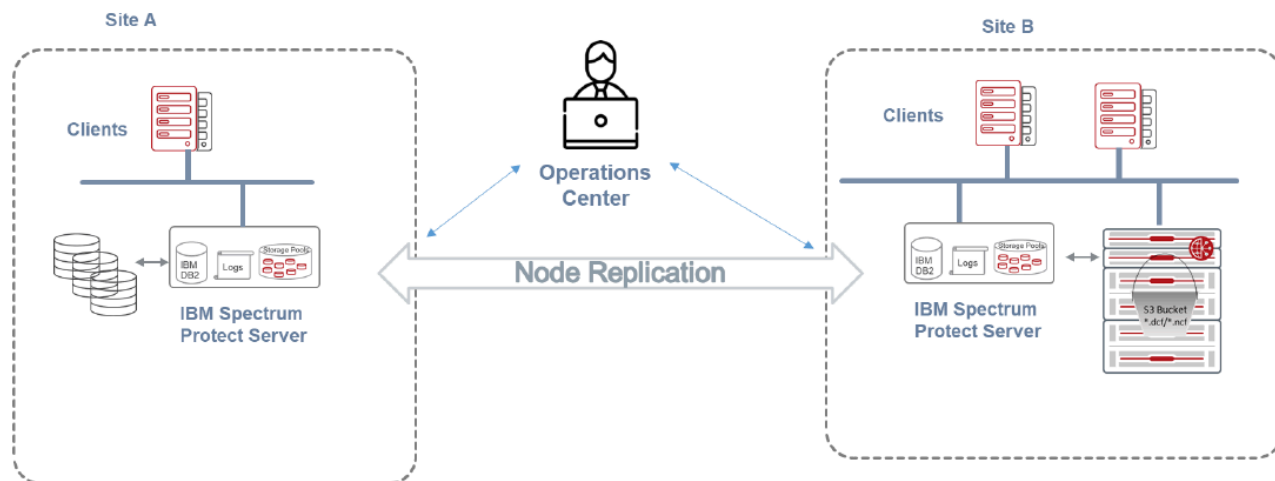 Site A
Site B
Clients
Clients
Operations
Center
IBM
DB2
Logs
Storage Pools
IBM
DB2
Logs
Storage Pools
Node Replication
S3 Bucket
*.dcf/*.ncf
IBM Spectrum
Protect Server
IBM Spectrum
Protect Server